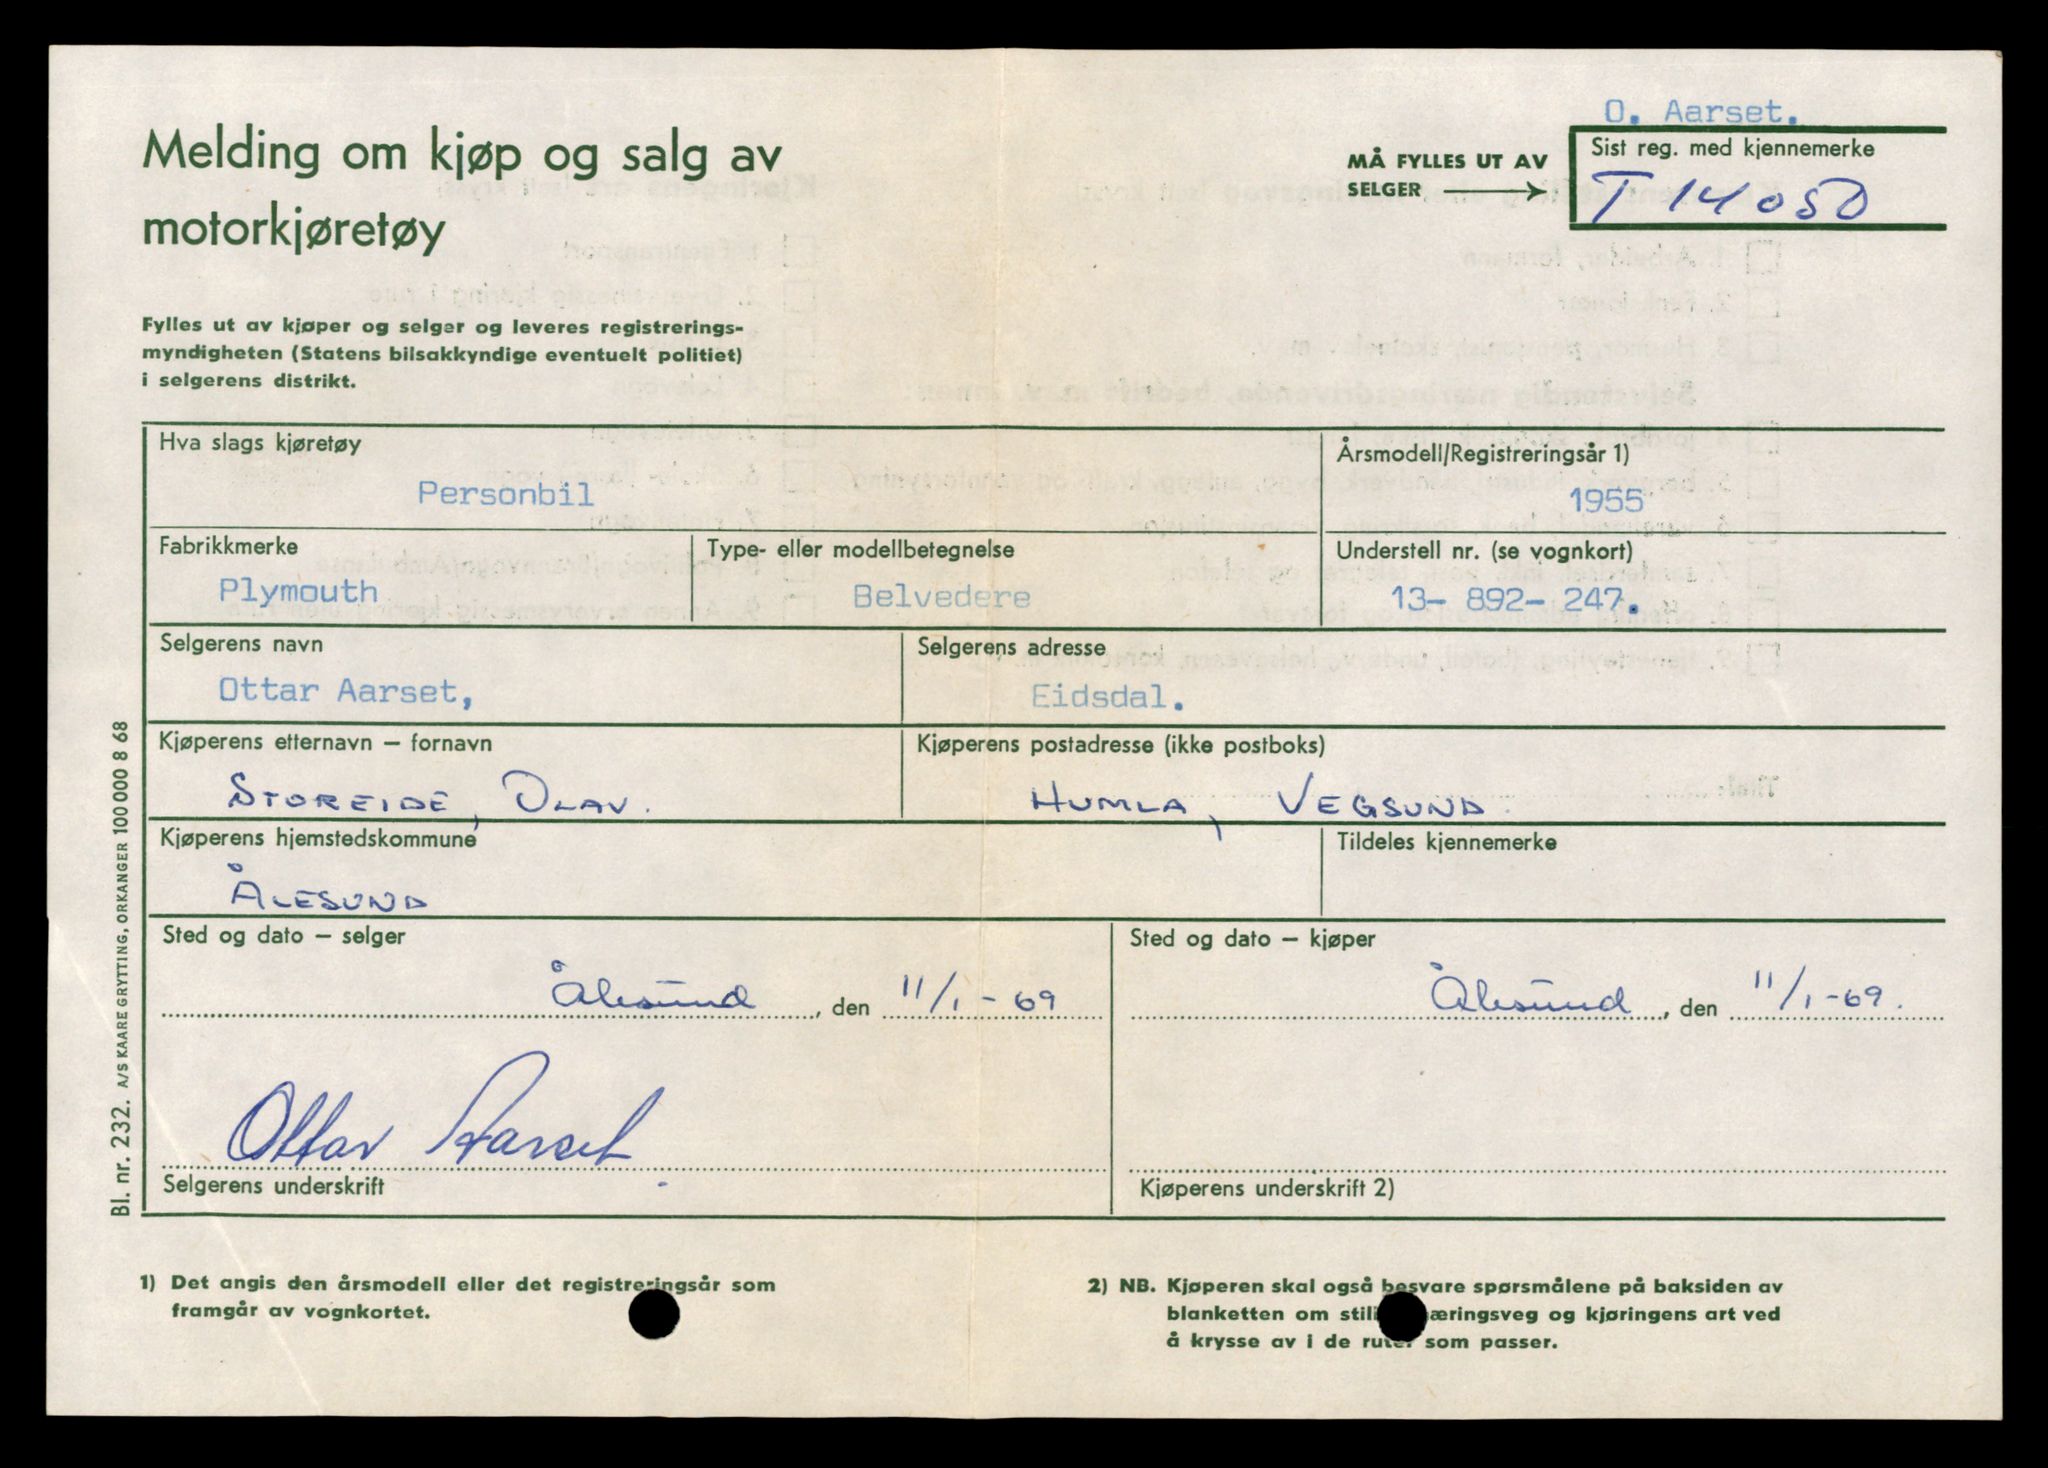 O. Aarset.
Melding om kjøp og salg av
motorkjøretøy
MÅ FYLLES UT AV
SELGER
Sist reg. med kjennemerke
T 14050
Fylles ut av kjøper og selger og leveres registrerings-
myndigheten (Statens bilsakkyndige eventuelt politiet)
i selgerens distrikt.
Hva slags kjøretøy
Personbil
Årsmodell/Registreringsår 1)
1955
Fabrikkmerke
Plymouth
Type- eller modellbetegnelse
Belvedere
Understell nr. (se vognkort)
13- 892- 247.
Selgerens navn
Ottar Aarset,
Selgerens adresse
Eidsdal.
Kjøperens etternavn – fornavn
STOREIDE, OLAV.
Kjøperens postadresse (ikke postboks)
HUMLA, VEGSUND.
Kjøperens hjemstedskommune
ÅLESUND
Tildeles kjennemerke
Sted og dato – selger
Ålesund, den 11/1-69
Sted og dato – kjøper
Ålesund, den 11/1-69.
Ottar Aarset
Selgerens underskrift
Kjøperens underskrift 2)
Bl. nr. 232. A/S KAARE GRYTTING, ORKANGER 100 000 8 68
1) Det angis den årsmodell eller det registreringsår som
framgår av vognkortet.
2) NB. Kjøperen skal også besvare spørsmålene på baksiden av
blanketten om stilli næringsveg og kjøringens art ved
å krysse av i de ruter som passer.